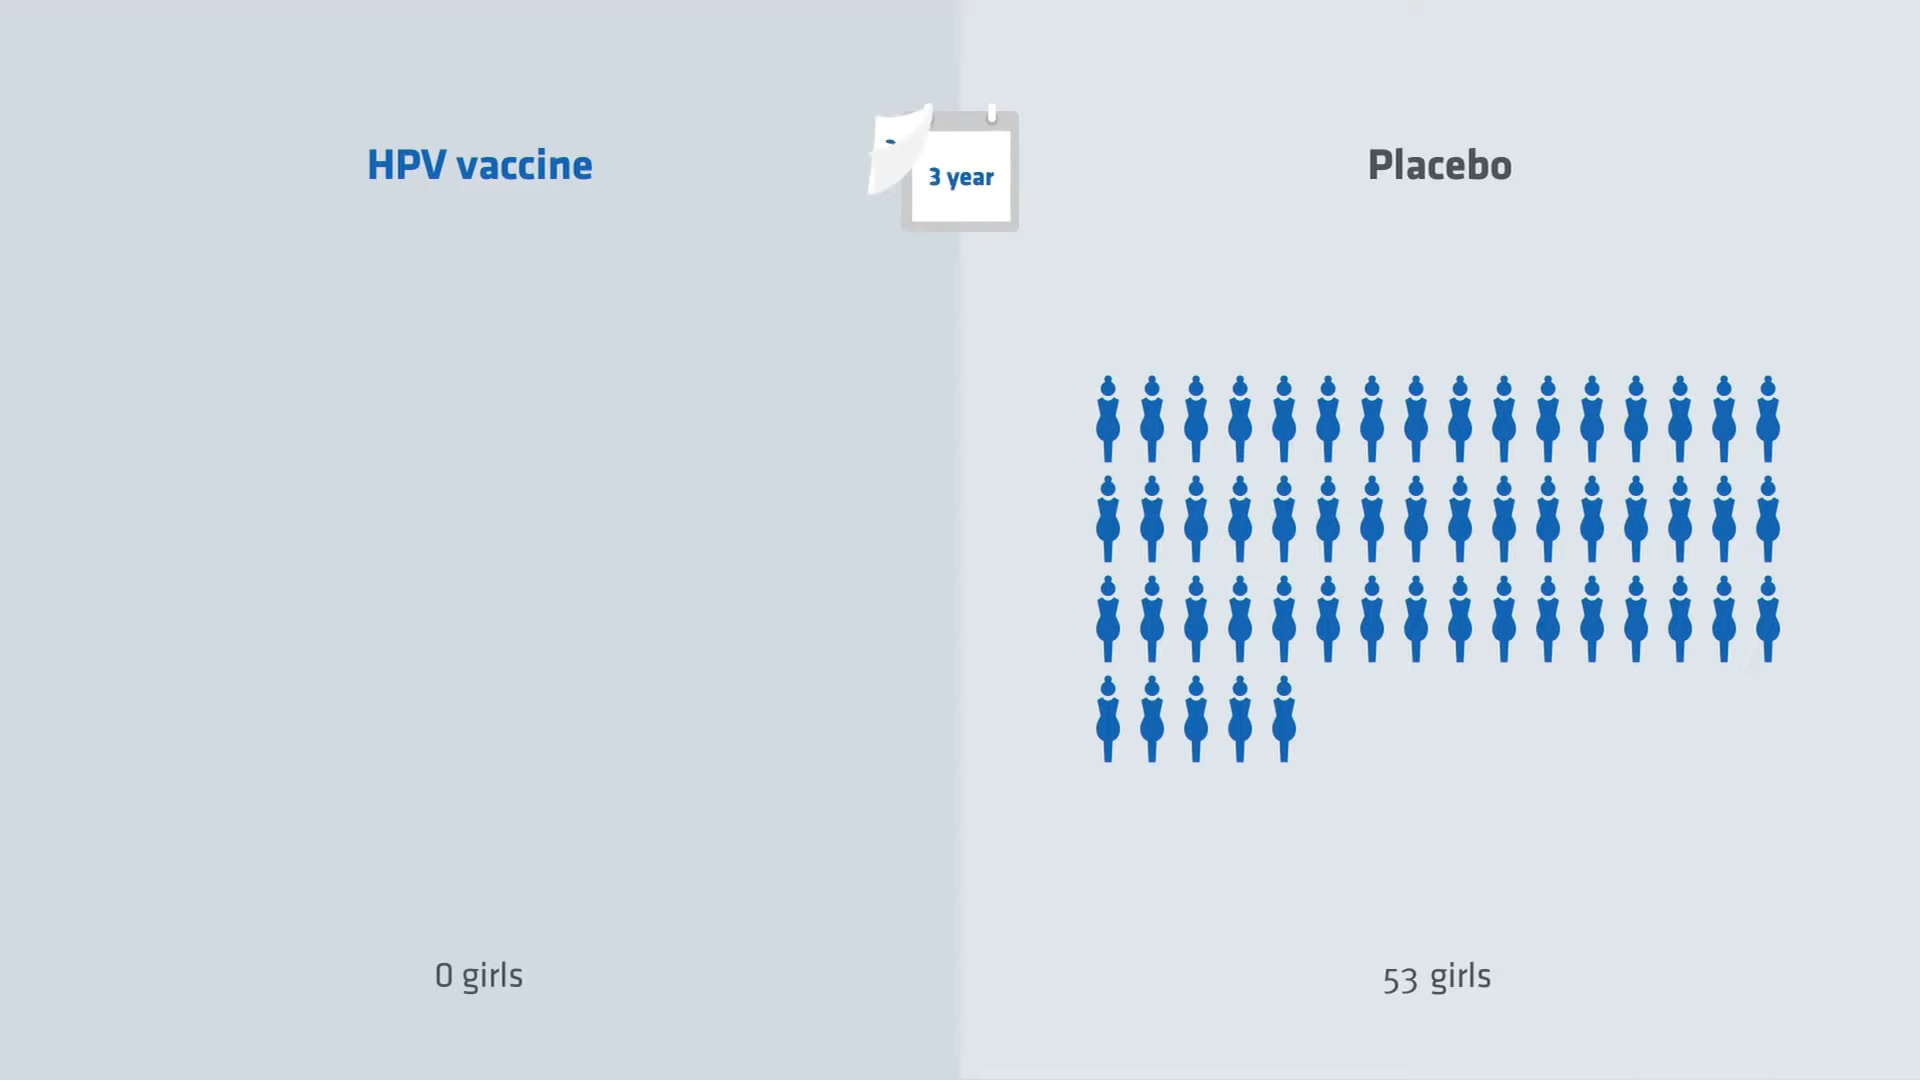 HPV vaccine
3 year
Placebo
0 girls
53 girls